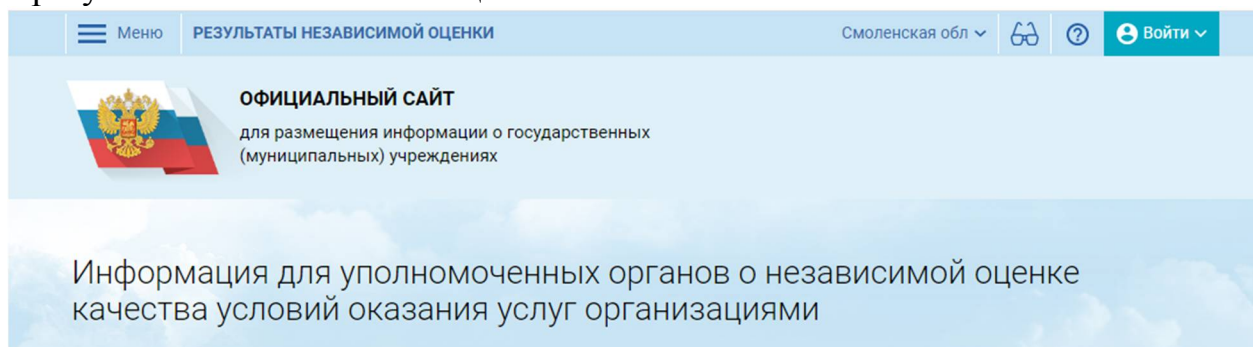 Меню РЕЗУЛЬТАТЫ НЕЗАВИСИМОЙ ОЦЕНКИ Смоленская обл Войти
ОФИЦИАЛЬНЫЙ САЙТ
для размещения информации о государственных
(муниципальных) учреждениях
Информация для уполномоченных органов о независимой оценке
качества условий оказания услуг организациями